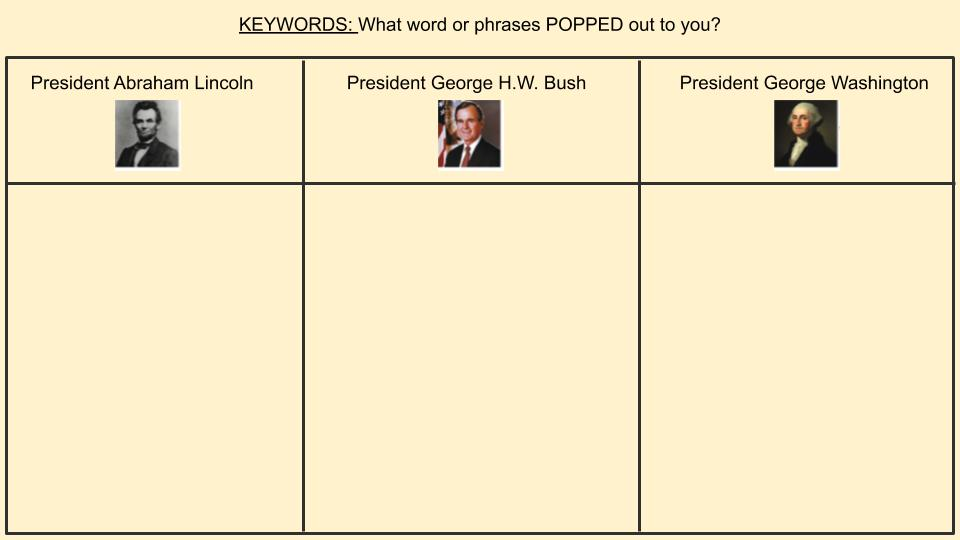 KEYWORDS: What word or phrases POPPED out to you?
President Abraham Lincoln
President George H.W. Bush
President George Washington